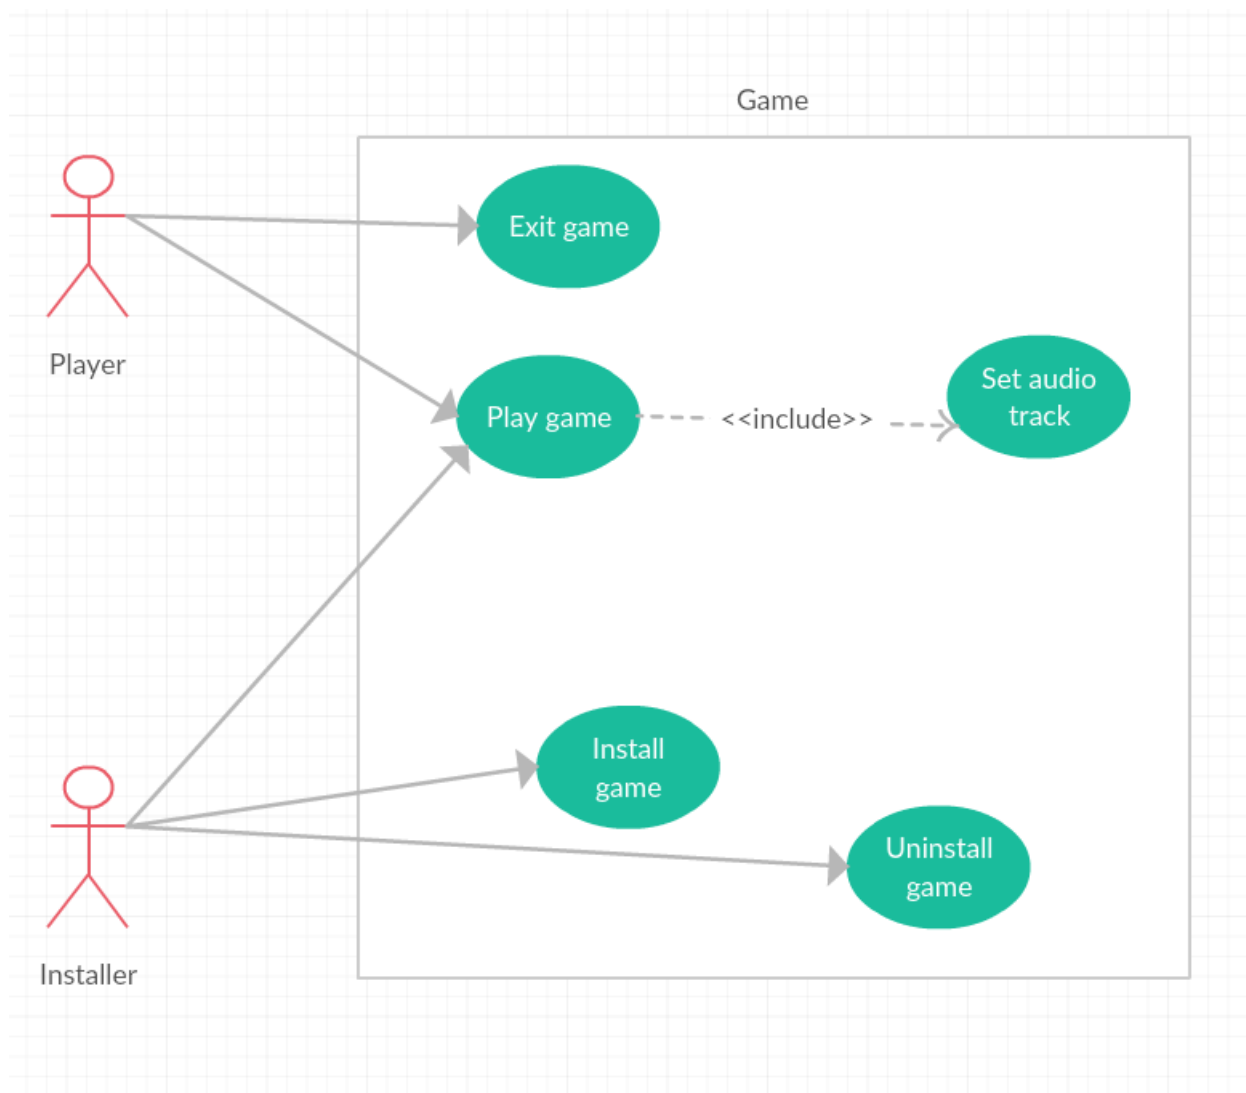 Game
Exit game
Player
Play game
<<include>>
Set audio
track
Install
game
Uninstall
game
Installer